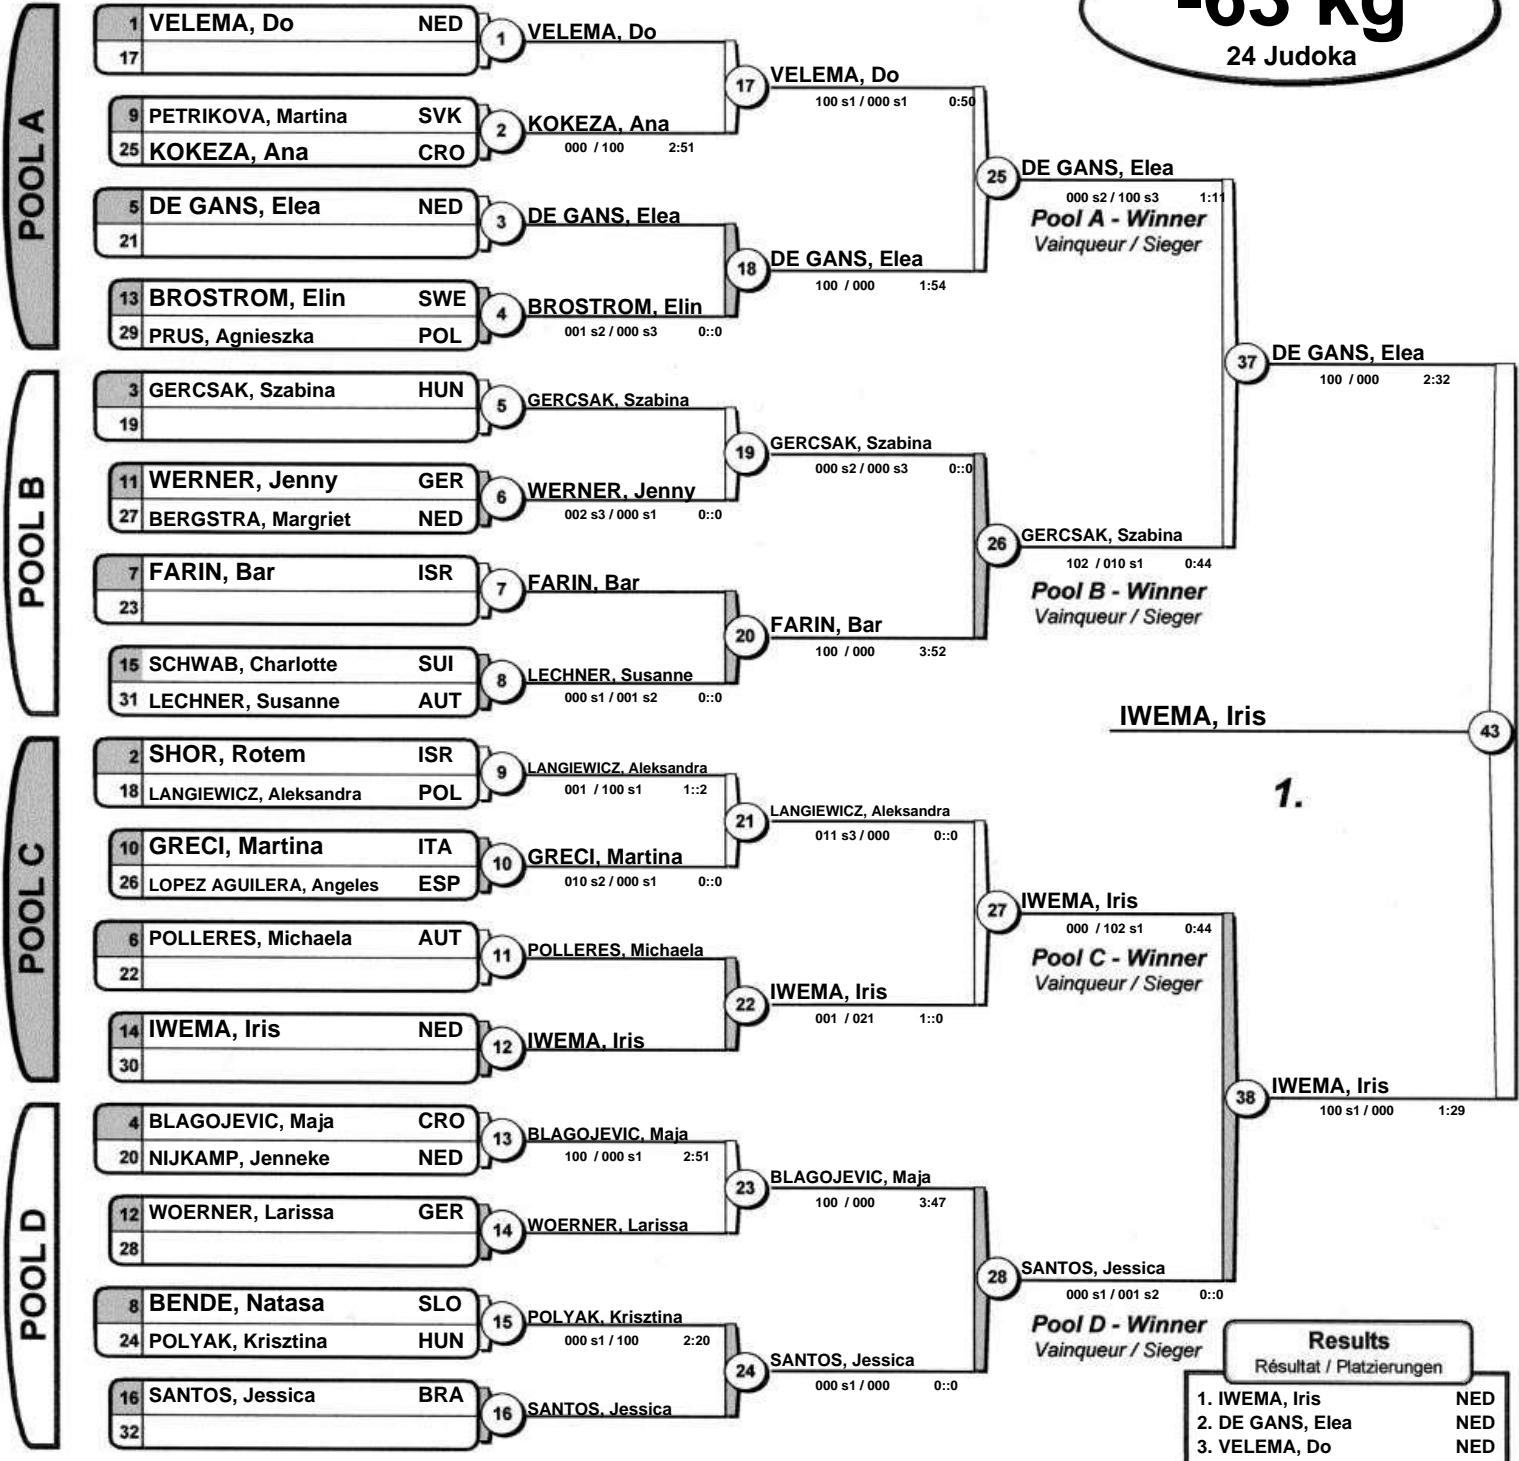 -63 kg
24 Judoka
POOL A
1 VELEMA, Do NED
17
9 PETRIKOVA, Martina SVK
25 KOKEZA, Ana CRO
5 DE GANS, Elea NED
21
13 BROSTROM, Elin SWE
29 PRUS, Agnieszka POL
POOL B
3 GERCSAK, Szabina HUN
19
11 WERNER, Jenny GER
27 BERGSTRA, Margriet NED
7 FARIN, Bar ISR
23
15 SCHWAB, Charlotte SUI
31 LECHNER, Susanne AUT
POOL C
2 SHOR, Rotem ISR
18 LANGIEWICZ, Aleksandra POL
10 GRECI, Martina ITA
26 LOPEZ AGUILERA, Angeles ESP
6 POLLERES, Michaela AUT
22
14 IWEMA, Iris NED
30
POOL D
4 BLAGOJEVIC, Maja CRO
20 NIJKAMP, Jenneke NED
12 WOERNER, Larissa GER
28
8 BENDE, Natasa SLO
24 POLYAK, Krisztina HUN
16 SANTOS, Jessica BRA
32
1 VELEMA, Do
2 KOKEZA, Ana
000 / 100 2:51
3 DE GANS, Elea
4 BROSTROM, Elin
001 s2 / 000 s3 0::0
5 GERCSAK, Szabina
6 WERNER, Jenny
002 s3 / 000 s1 0::0
7 FARIN, Bar
8 LECHNER, Susanne
000 s1 / 001 s2 0::0
9 LANGIEWICZ, Aleksandra
001 / 100 s1 1::2
10 GRECI, Martina
010 s2 / 000 s1 0::0
11 POLLERES, Michaela
12 IWEMA, Iris
13 BLAGOJEVIC, Maja
100 / 000 s1 2:51
14 WOERNER, Larissa
15 POLYAK, Krisztina
000 s1 / 100 2:20
16 SANTOS, Jessica
17 VELEMA, Do
100 s1 / 000 s1 0:50
18 DE GANS, Elea
100 / 000 1:54
19 GERCSAK, Szabina
000 s2 / 000 s3 0::0
20 FARIN, Bar
100 / 000 3:52
21 LANGIEWICZ, Aleksandra
011 s3 / 000 0::0
22 IWEMA, Iris
001 / 021 1::0
23 BLAGOJEVIC, Maja
100 / 000 3:47
24 SANTOS, Jessica
000 s1 / 000 0::0
25 DE GANS, Elea
000 s2 / 100 s3 1:11
Pool A - Winner
Vainqueur / Sieger
26 GERCSAK, Szabina
102 / 010 s1 0:44
Pool B - Winner
Vainqueur / Sieger
27 IWEMA, Iris
000 / 102 s1 0:44
Pool C - Winner
Vainqueur / Sieger
28 SANTOS, Jessica
000 s1 / 001 s2 0::0
Pool D - Winner
Vainqueur / Sieger
37 DE GANS, Elea
100 / 000 2:32
38 IWEMA, Iris
100 s1 / 000 1:29
IWEMA, Iris 43
1.
Results
Résultat / Platzierungen
1. IWEMA, Iris NED
2. DE GANS, Elea NED
3. VELEMA, Do NED